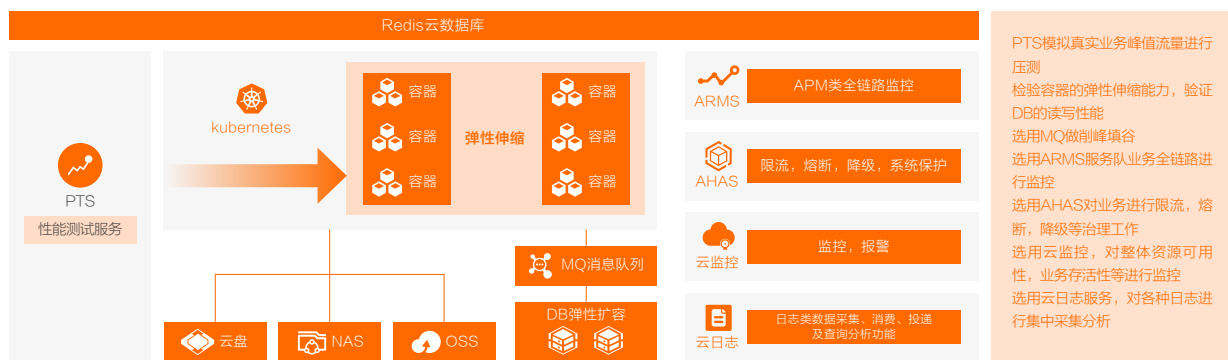 Redis云数据库
PTS
性能测试服务
kubernetes
容器
容器
容器
弹性伸缩
容器
容器
容器
云盘
NAS
OSS
MQ消息队列
DB弹性扩容
ARMS
APM类全链路监控
AHAS
限流，熔断，降级，系统保护
云监控
监控，报警
云日志
日志类数据采集、消费、投递
及查询分析功能
PTS模拟真实业务峰值流量进行
压测
检验容器的弹性伸缩能力，验证
DB的读写性能
选用MQ做削峰填谷
选用ARMS服务队业务全链路进
行监控
选用AHAS对业务进行限流，熔
断，降级等治理工作
选用云监控，对整体资源可用
性，业务存活性等进行监控
选用云日志服务，对各种日志进
行集中采集分析